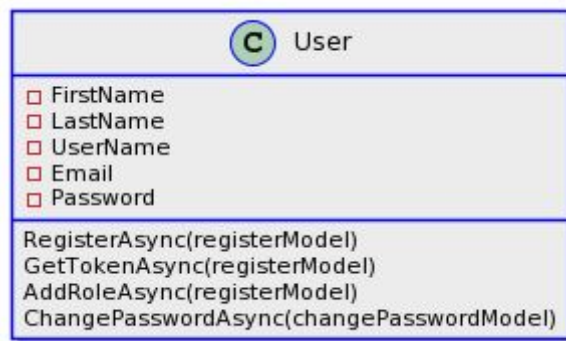 C User
FirstName
LastName
UserName
Email
Password
RegisterAsync(registerModel)
GetTokenAsync(registerModel)
AddRoleAsync(registerModel)
ChangePasswordAsync(changePasswordModel)